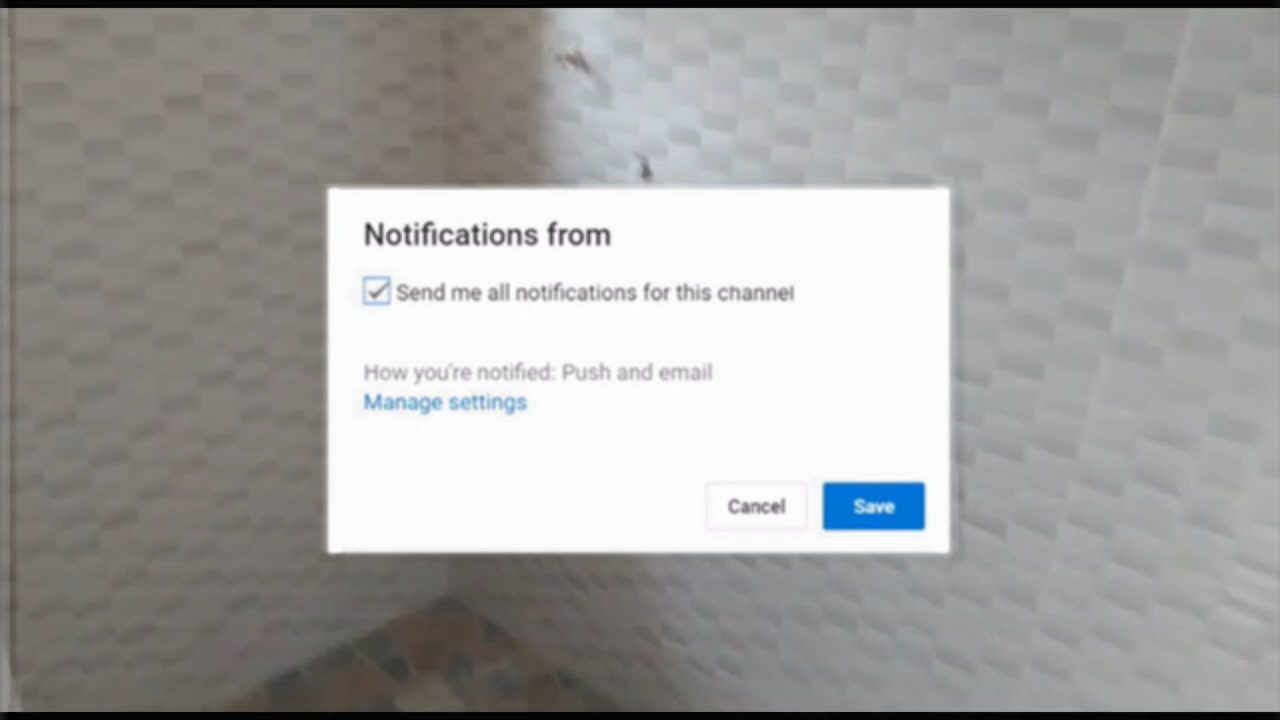 Notifications from
Send me all notifications for this channel
How you're notified: Push and email
Manage settings
Cancel
Save